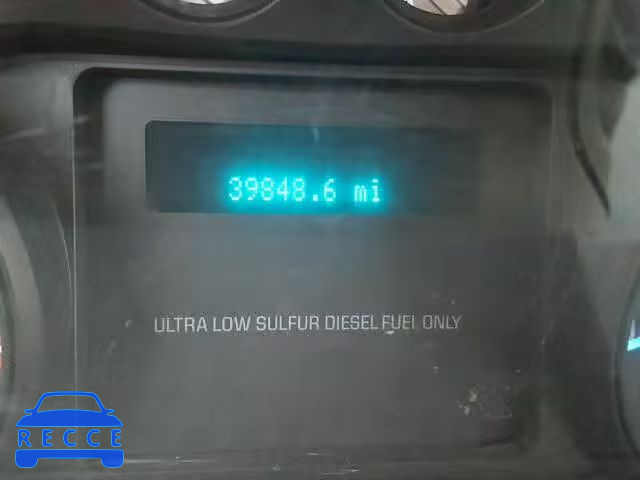 39848.6 mi
ULTRA LOW SULFUR DIESEL FUEL ONLY
RECCE